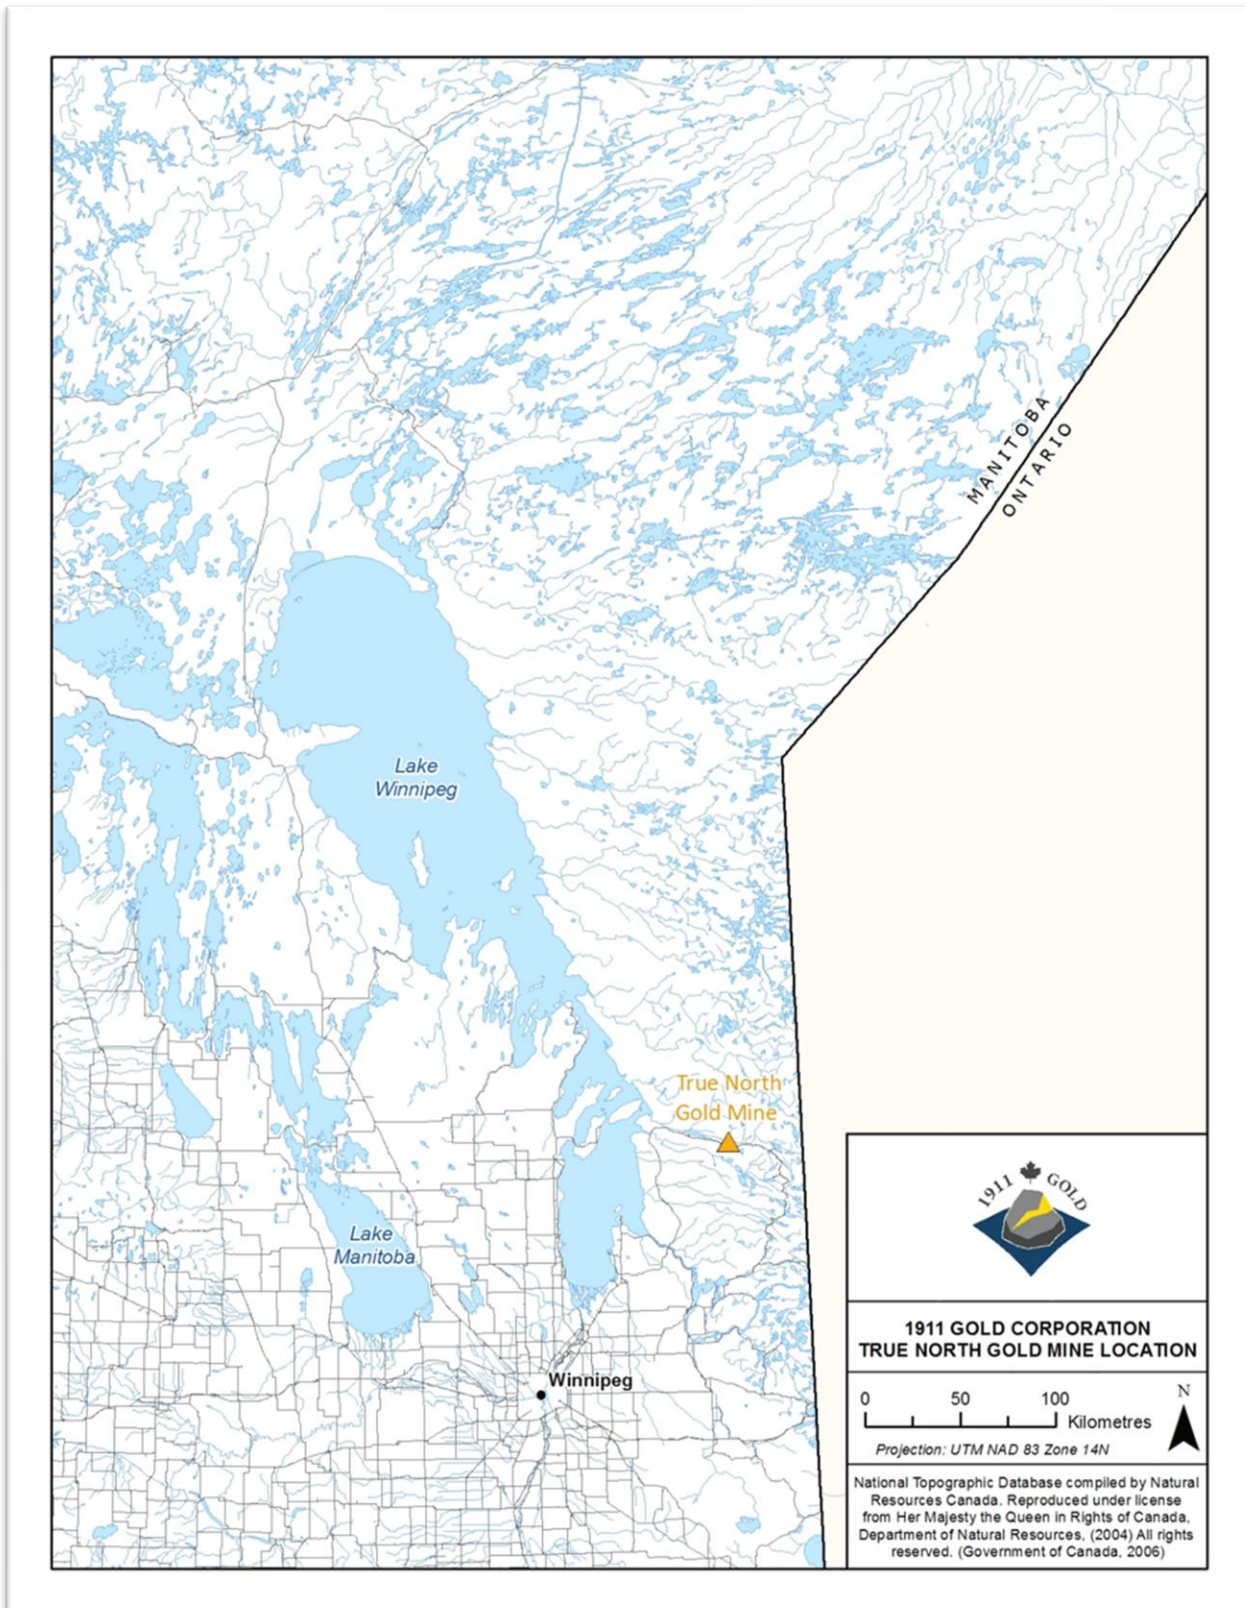 MANITOBA
ONTARIO
Lake
Winnipeg
True North
Gold Mine
Lake
Manitoba
Winnipeg
1911 GOLD
1911 GOLD CORPORATION
TRUE NORTH GOLD MINE LOCATION
0 50 100
Kilometres
N
Projection: UTM NAD 83 Zone 14N
National Topographic Database compiled by Natural
Resources Canada. Reproduced under license
from Her Majesty the Queen in Rights of Canada,
Department of Natural Resources, (2004) All rights
reserved. (Government of Canada, 2006)